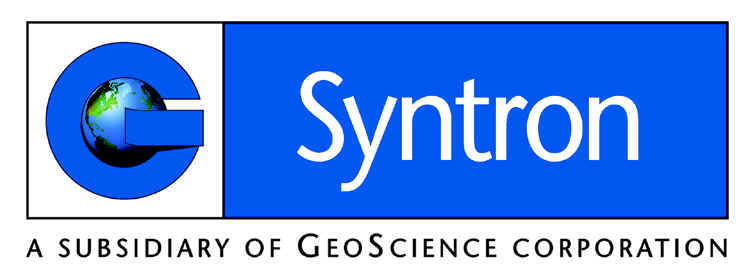 Syntron
A SUBSIDIARY OF GEOSCIENCE CORPORATION